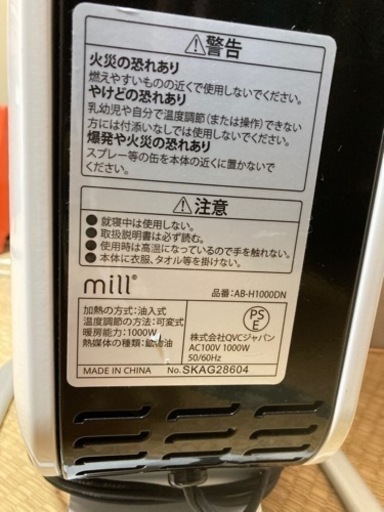 ⚠警告
火災の恐れあり
燃えやすいものの近くで使用しないでください。
やけどの恐れあり
乳幼児や自分で温度調節(または操作)できない
方には付添いなしでは使用しないでください。
爆発や火災の恐れあり
スプレー等の缶を本体の近くに置かないで
ください。
⚠注意
●就寝中は使用しない。
●取扱説明書は必ず読む。
●使用時は高温になっているので手を触れない。
●本体に衣服、タオル等を掛けない。
mill®
品番：AB-H1000DN
加熱の方式：油入式
温度調節の方法：可変式
暖房能力：1000W
熱媒体の種類：鉱物油
PSE
株式会社QVCジャパン
AC100V 1000W
50/60Hz
MADE IN CHINA
No.SKAG28604